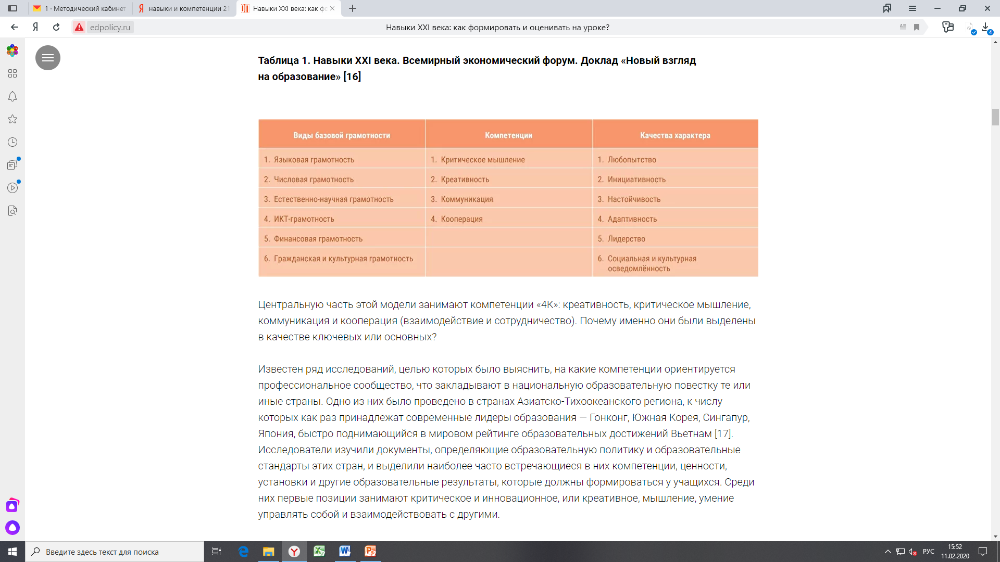 1 · Методический кабинет
навыки и компетенции 21
Навыки XXI века: как фо
edpolicy.ru
Навыки XXI века: как формировать и оценивать на уроке?
4
Таблица 1. Навыки XXI века. Всемирный экономический форум. Доклад «Новый взгляд
на образование» [16]
Виды базовой грамотности Компетенции Качества характера
1. Языковая грамотность 1. Критическое мышление 1. Любопытство
2. Числовая грамотность 2. Креативность 2. Инициативность
3. Естественно-научная грамотность 3. Коммуникация 3. Настойчивость
4. ИКТ-грамотность 4. Кооперация 4. Адаптивность
5. Финансовая грамотность 5. Лидерство
6. Гражданская и культурная грамотность 6. Социальная и культурная
осведомлённость
Центральную часть этой модели занимают компетенции «4К»: креативность, критическое мышление,
коммуникация и кооперация (взаимодействие и сотрудничество). Почему именно они были выделены
в качестве ключевых или основных?
Известен ряд исследований, целью которых было выяснить, на какие компетенции ориентируется
профессиональное сообщество, что закладывают в национальную образовательную повестку те или
иные страны. Одно из них было проведено в странах Азиатско-Тихоокеанского региона, к числу
которых как раз принадлежат современные лидеры образования — Гонконг, Южная Корея, Сингапур,
Япония, быстро поднимающийся в мировом рейтинге образовательных достижений Вьетнам [17].
Исследователи изучили документы, определяющие образовательную политику и образовательные
стандарты этих стран, и выделили наиболее часто встречающиеся в них компетенции, ценности,
установки и другие образовательные результаты, которые должны формироваться у учащихся. Среди
них первые позиции занимают критическое и инновационное, или креативное, мышление, умение
управлять собой и взаимодействовать с другими.
Введите здесь текст для поиска
РУС
15:52
11.02.2020